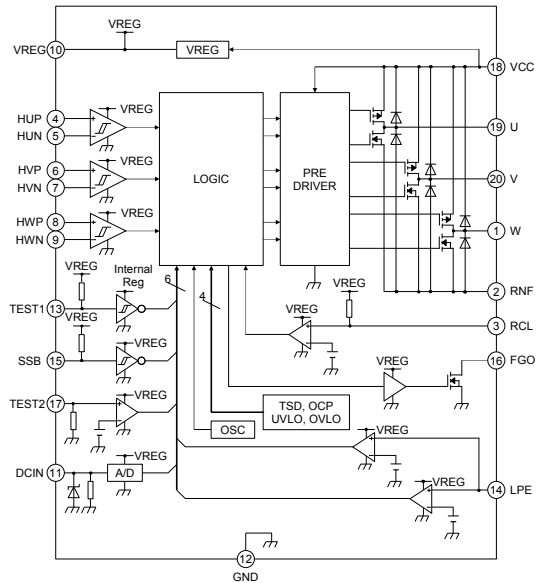 VREG 10 VREG VREG 18 VCC
HUP 4 VREG
HUN 5 19 U
HVP 6 VREG
HVN 7 LOGIC PRE DRIVER 20 V
HWP 8 VREG
HWN 9 1 W
VREG Internal Reg 6 4 VREG 2 RNF
TEST1 13 VREG VREG 3 RCL
SSB 15 VREG 16 FGO
TEST2 17 VREG
TSD, OCP
UVLO, OVLO
OSC
VREG
DCIN 11 A/D VREG
VREG 14 LPE
12
GND